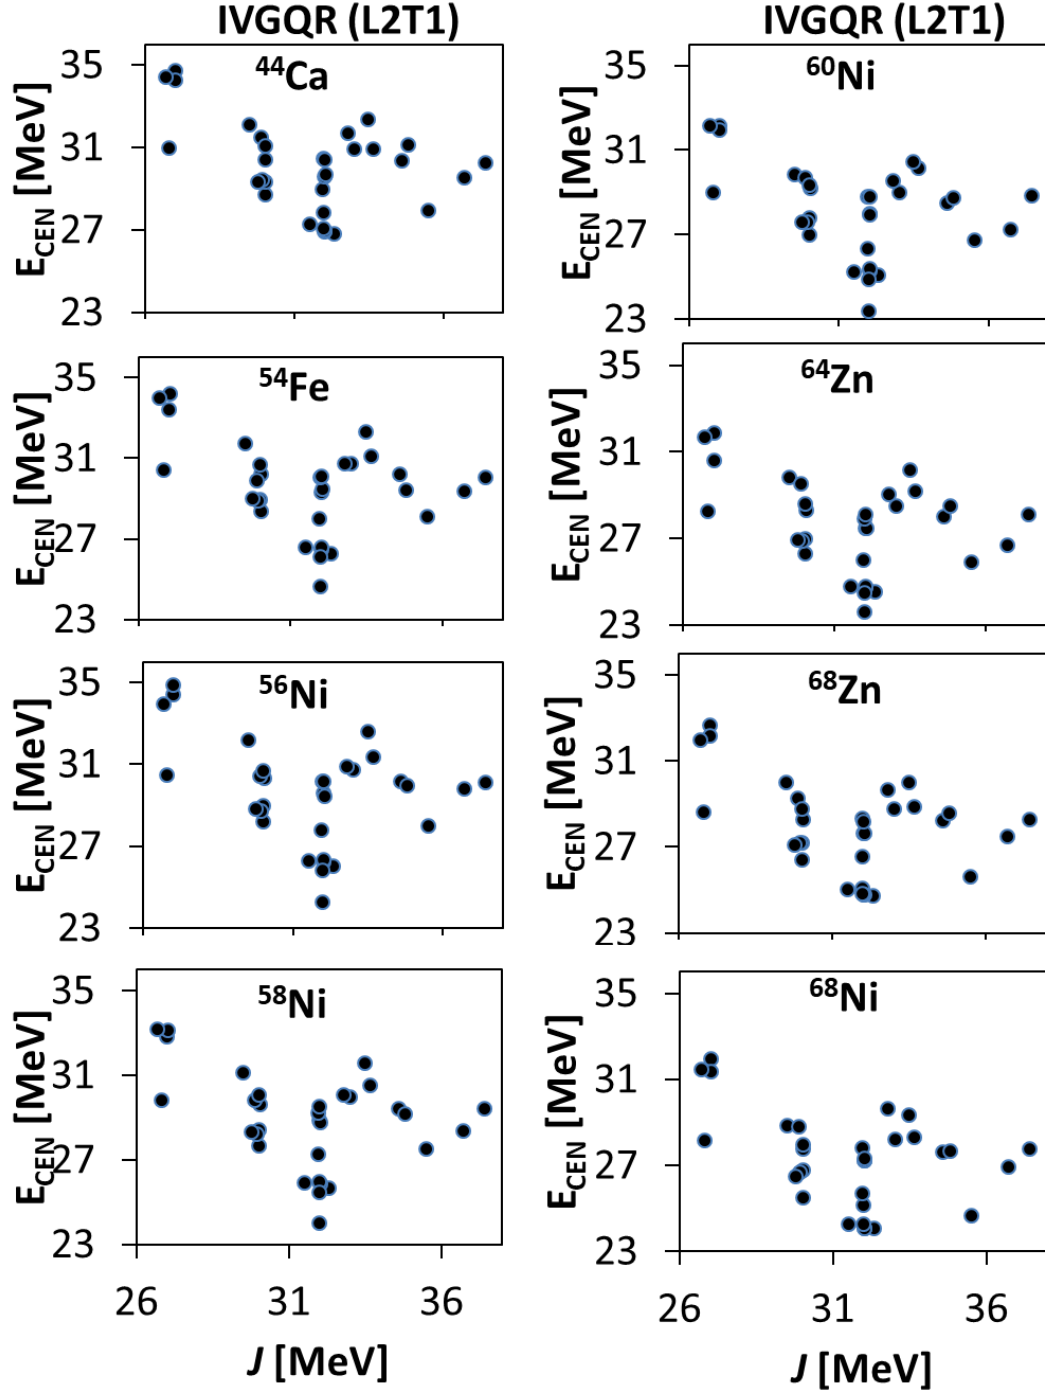 IVGQR (L2T1)
IVGQR (L2T1)
35
31
27
23
E_CEN [MeV]
⁴⁴Ca
35
31
27
23
E_CEN [MeV]
⁶⁰Ni
35
31
27
23
E_CEN [MeV]
⁵⁴Fe
35
31
27
23
E_CEN [MeV]
⁶⁴Zn
35
31
27
23
E_CEN [MeV]
⁵⁶Ni
35
31
27
23
E_CEN [MeV]
⁶⁸Zn
35
31
27
23
E_CEN [MeV]
⁵⁸Ni
26 31 36
J [MeV]
35
31
27
23
E_CEN [MeV]
⁶⁸Ni
26 31 36
J [MeV]